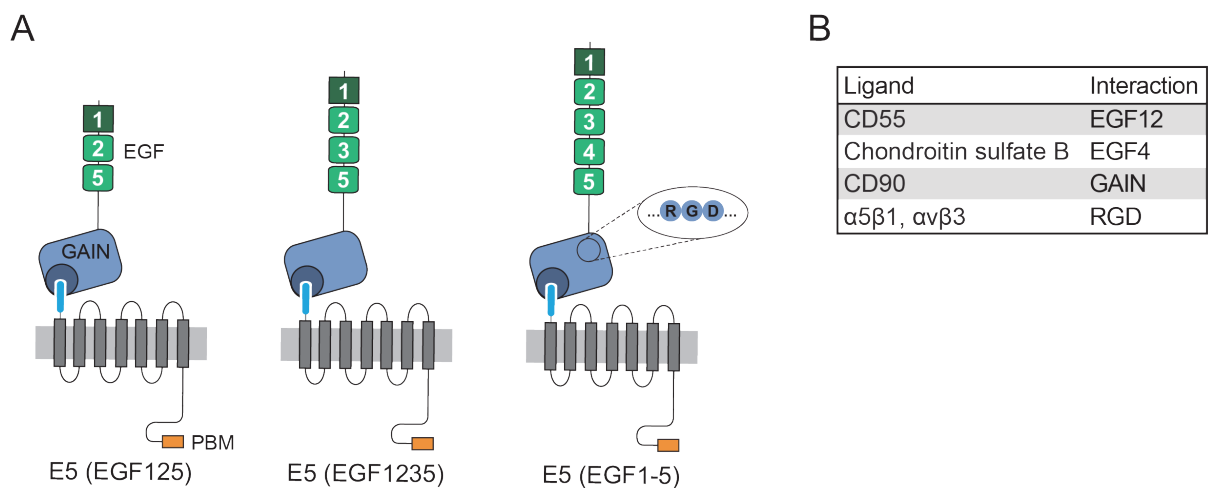 A
B
1
2
5
EGF
GAIN
PBM
E5 (EGF125)
1
2
3
5
E5 (EGF1235)
1
2
3
4
5
... R G D ...
E5 (EGF1-5)
Ligand Interaction
CD55 EGF12
Chondroitin sulfate B EGF4
CD90 GAIN
α5β1, αvβ3 RGD